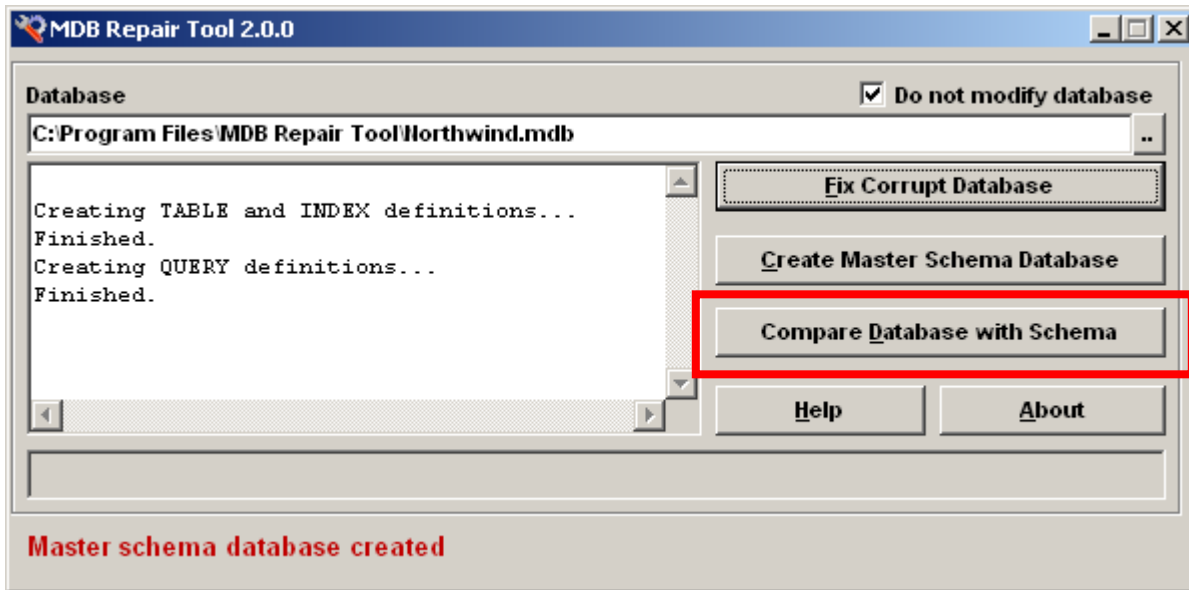 MDB Repair Tool 2.0.0
Database
Do not modify database
C:\Program Files\MDB Repair Tool\Northwind.mdb
..
Creating TABLE and INDEX definitions...
Finished.
Creating QUERY definitions...
Finished.
Fix Corrupt Database
Create Master Schema Database
Compare Database with Schema
Help
About
Master schema database created